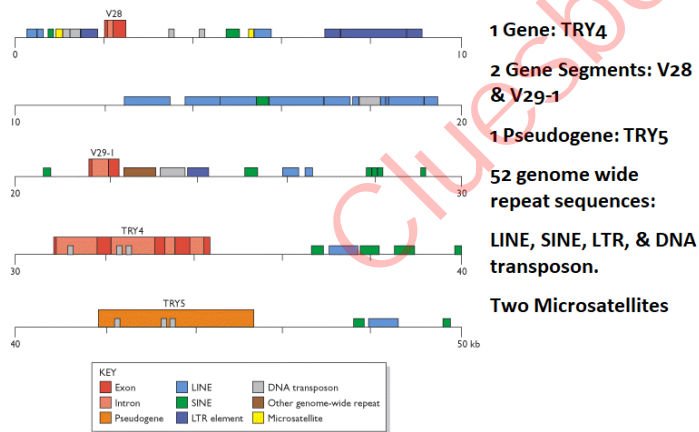 V28
1 Gene: TRY4
0
10
2 Gene Segments: V28
& V29-1
10
20
1 Pseudogene: TRY5
V29-1
52 genome wide
repeat sequences:
20
30
TRY4
LINE, SINE, LTR, & DNA
transposon.
30
40
Two Microsatellites
TRY5
40
50 kb
KEY
Exon
LINE
DNA transposon
Intron
SINE
Other genome-wide repeat
Pseudogene
LTR element
Microsatellite